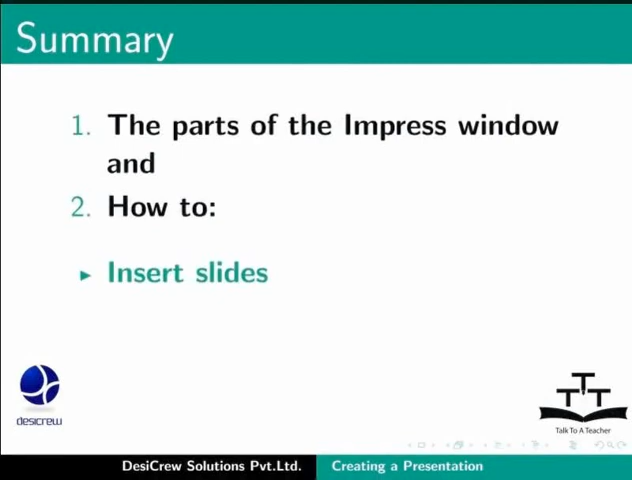 Summary
1. The parts of the Impress window
and
2. How to:
► Insert slides
desicrew
TTT
Talk To A Teacher
DesiCrew Solutions Pvt.Ltd. Creating a Presentation